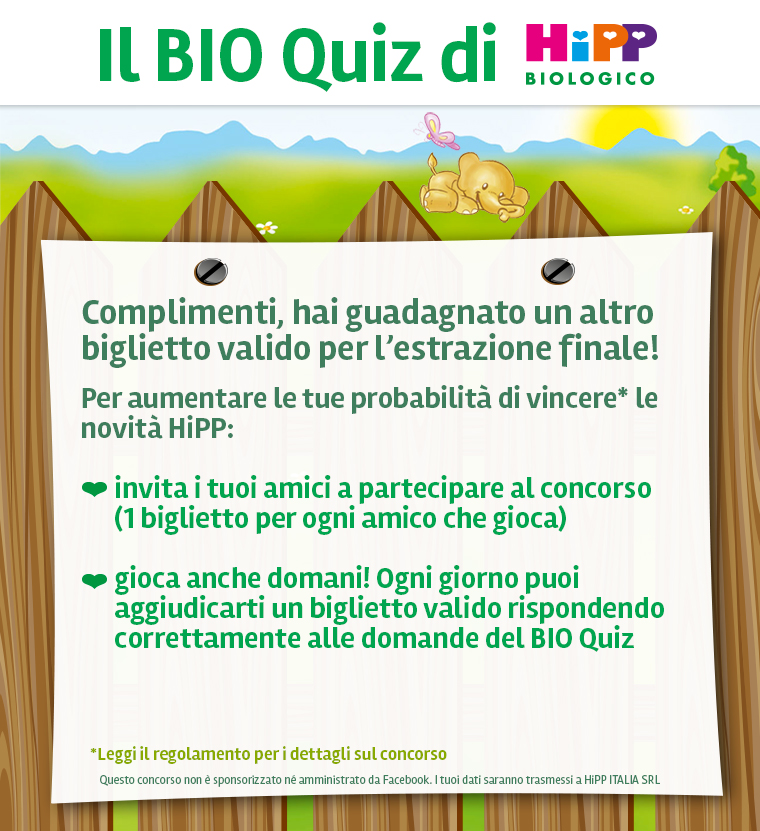 Il BIO Quiz di HiPP
BIOLOGICO
Complimenti, hai guadagnato un altro
biglietto valido per l’estrazione finale!
Per aumentare le tue probabilità di vincere* le
novità HiPP:
invita i tuoi amici a partecipare al concorso
(1 biglietto per ogni amico che gioca)
gioca anche domani! Ogni giorno puoi
aggiudicarti un biglietto valido rispondendo
correttamente alle domande del BIO Quiz
*Leggi il regolamento per i dettagli sul concorso
Questo concorso non è sponsorizzato né amministrato da Facebook. I tuoi dati saranno trasmessi a HiPP ITALIA SRL